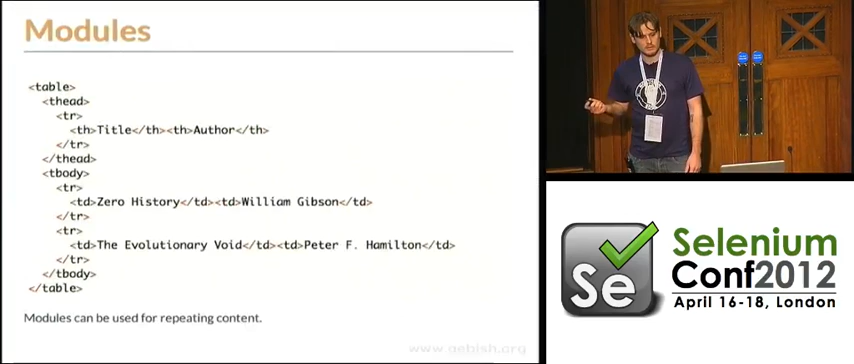 Modules
<table>
<thead>
<tr>
<th>Title</th><th>Author</th>
</tr>
</thead>
<tbody>
<tr>
<td>Zero History</td><td>William Gibson</td>
</tr>
<tr>
<td>The Evolutionary Void</td><td>Peter F. Hamilton</td>
</tr>
</tbody>
</table>
Modules can be used for repeating content.
www.gebish.org
Se
Selenium
Conf2012
April 16-18, London